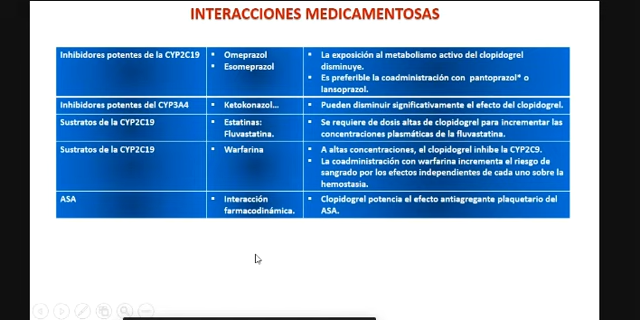 INTERACCIONES MEDICAMENTOSAS
Inhibidores potentes de la CYP2C19
▪ Omeprazol
▪ Esomeprazol
▪ La exposición al metabolismo activo del clopidogrel
disminuye.
▪ Es preferible la coadministración con pantoprazol* o
lansoprazol.
Inhibidores potentes del CYP3A4
▪ Ketokonazol...
▪ Pueden disminuir significativamente el efecto del clopidogrel.
Sustratos de la CYP2C19
▪ Estatinas:
Fluvastatina.
▪ Se requiere de dosis altas de clopidogrel para incrementar las
concentraciones plasmáticas de la fluvastatina.
Sustratos de la CYP2C19
▪ Warfarina
▪ A altas concentraciones, el clopidogrel inhibe la CYP2C9.
▪ La coadministración con warfarina incrementa el riesgo de
sangrado por los efectos independientes de cada uno sobre la
hemostasia.
ASA
▪ Interacción
farmacodinámica.
▪ Clopidogrel potencia el efecto antiagregante plaquetario del
ASA.